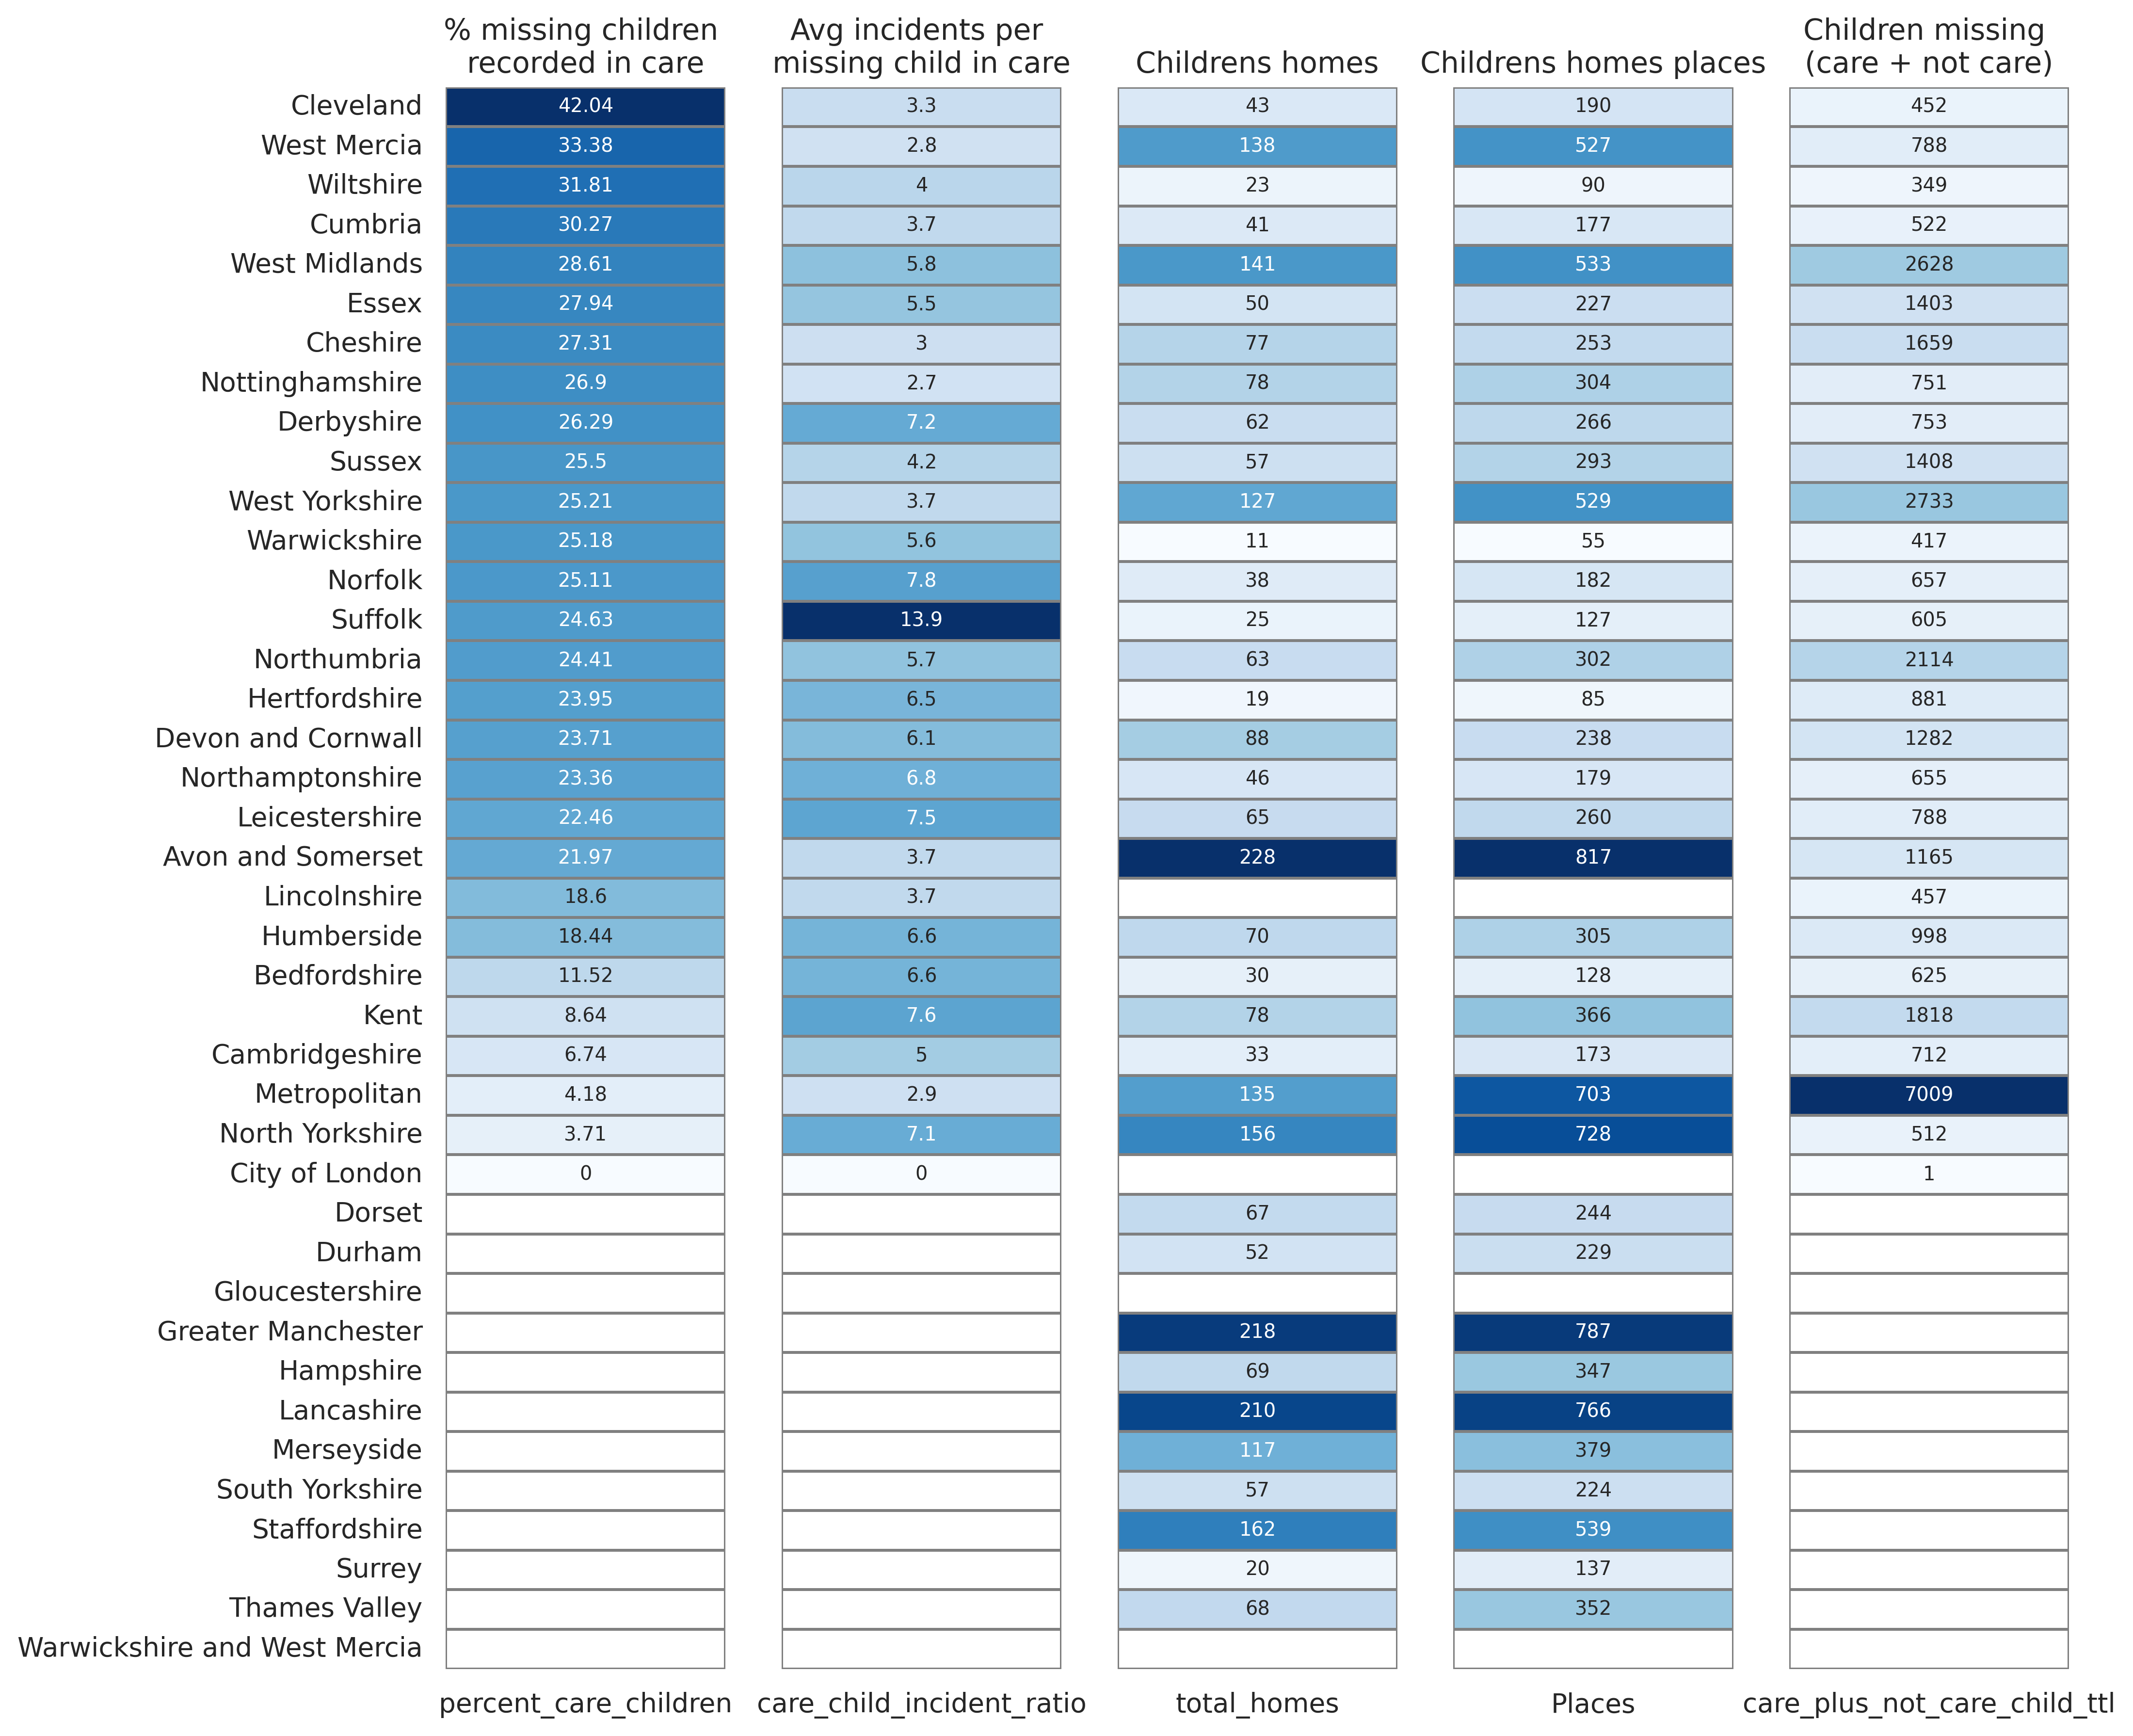 % missing children recorded in care Avg incidents per missing child in care Childrens homes Childrens homes places Children missing (care + not care)
Cleveland 42.04 3.3 43 190 452
West Mercia 33.38 2.8 138 527 788
Wiltshire 31.81 4 23 90 349
Cumbria 30.27 3.7 41 177 522
West Midlands 28.61 5.8 141 533 2628
Essex 27.94 5.5 50 227 1403
Cheshire 27.31 3 77 253 1659
Nottinghamshire 26.9 2.7 78 304 751
Derbyshire 26.29 7.2 62 266 753
Sussex 25.5 4.2 57 293 1408
West Yorkshire 25.21 3.7 127 529 2733
Warwickshire 25.18 5.6 11 55 417
Norfolk 25.11 7.8 38 182 657
Suffolk 24.63 13.9 25 127 605
Northumbria 24.41 5.7 63 302 2114
Hertfordshire 23.95 6.5 19 85 881
Devon and Cornwall 23.71 6.1 88 238 1282
Northamptonshire 23.36 6.8 46 179 655
Leicestershire 22.46 7.5 65 260 788
Avon and Somerset 21.97 3.7 228 817 1165
Lincolnshire 18.6 3.7 457
Humberside 18.44 6.6 70 305 998
Bedfordshire 11.52 6.6 30 128 625
Kent 8.64 7.6 78 366 1818
Cambridgeshire 6.74 5 33 173 712
Metropolitan 4.18 2.9 135 703 7009
North Yorkshire 3.71 7.1 156 728 512
City of London 0 0 1
Dorset 67 244
Durham 52 229
Gloucestershire
Greater Manchester 218 787
Hampshire 69 347
Lancashire 210 766
Merseyside 117 379
South Yorkshire 57 224
Staffordshire 162 539
Surrey 20 137
Thames Valley 68 352
Warwickshire and West Mercia
percent_care_children care_child_incident_ratio total_homes Places care_plus_not_care_child_ttl